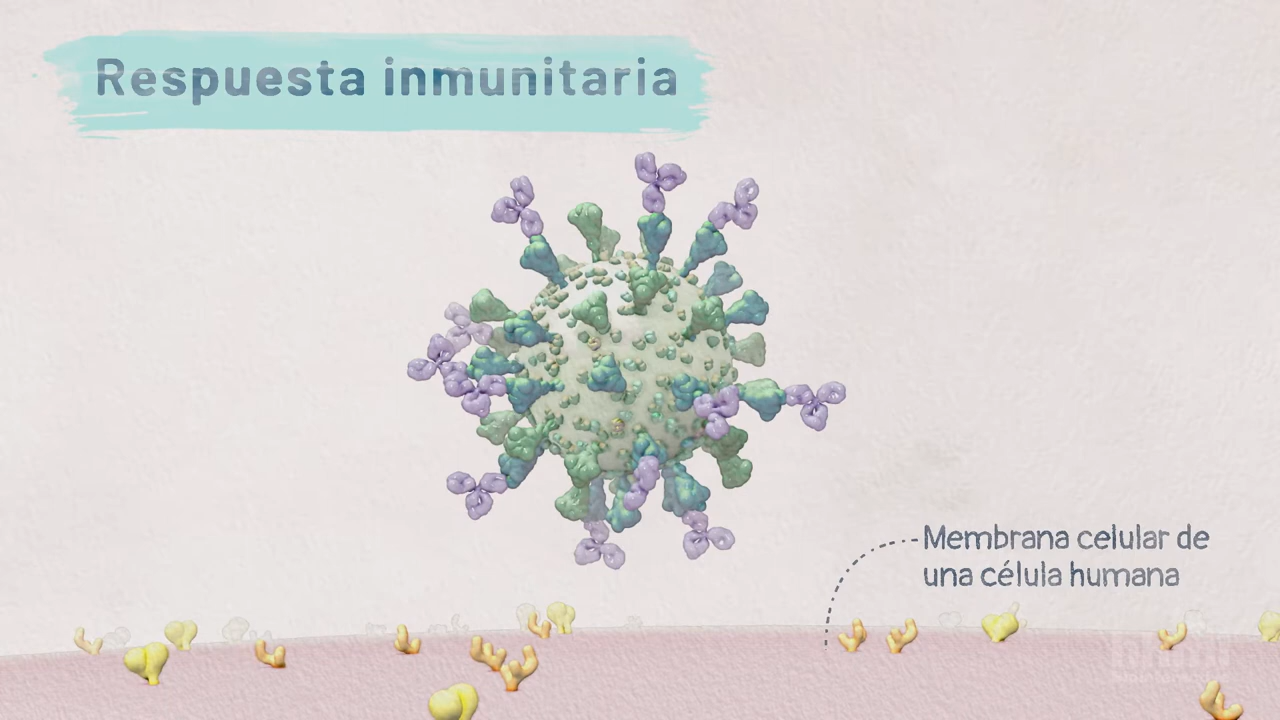 Respuesta inmunitaria
Membrana celular de
una célula humana